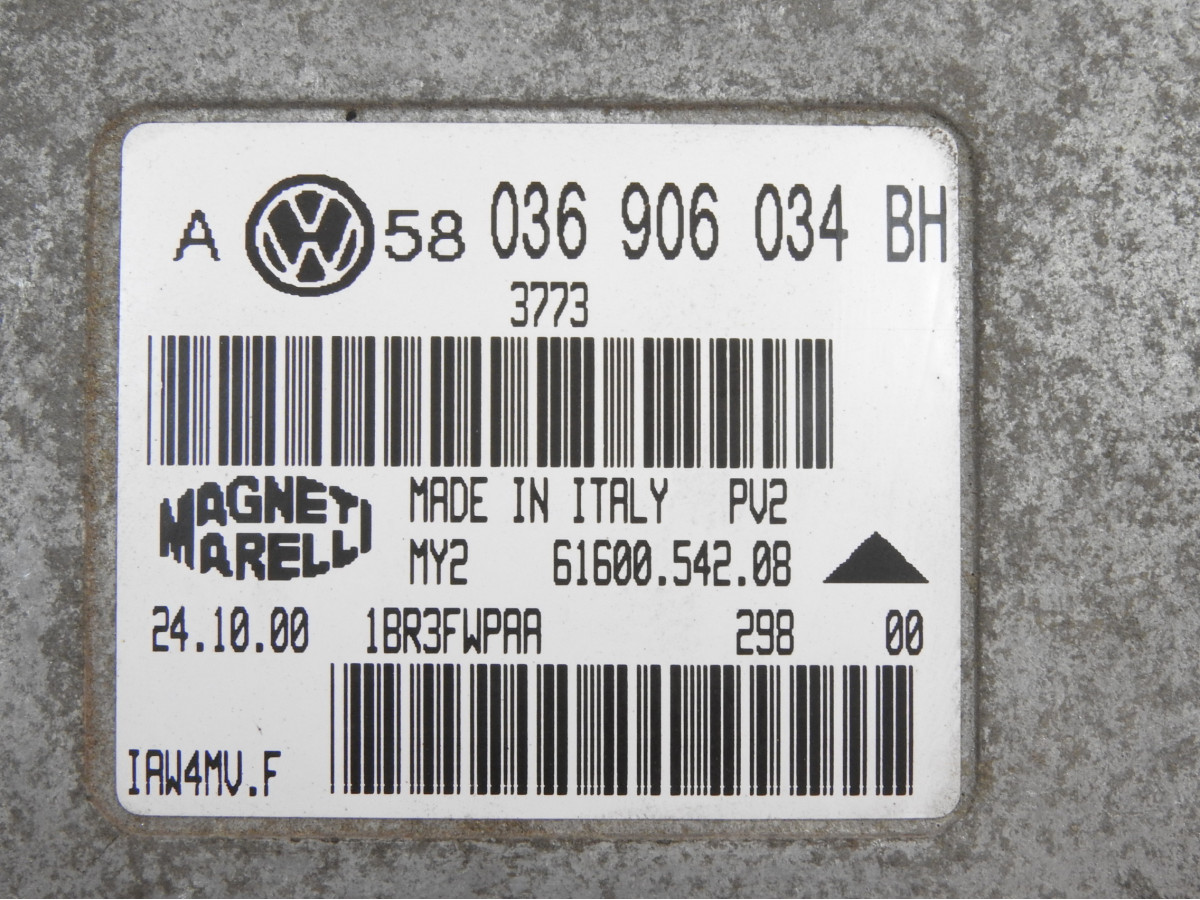 A VW 58 036 906 034 BH
3773
MAGNETI MARELLI
MADE IN ITALY PV2
MY2 61600.542.08
24.10.00 1BR3FWPAA 298 00
IAW4MV.F